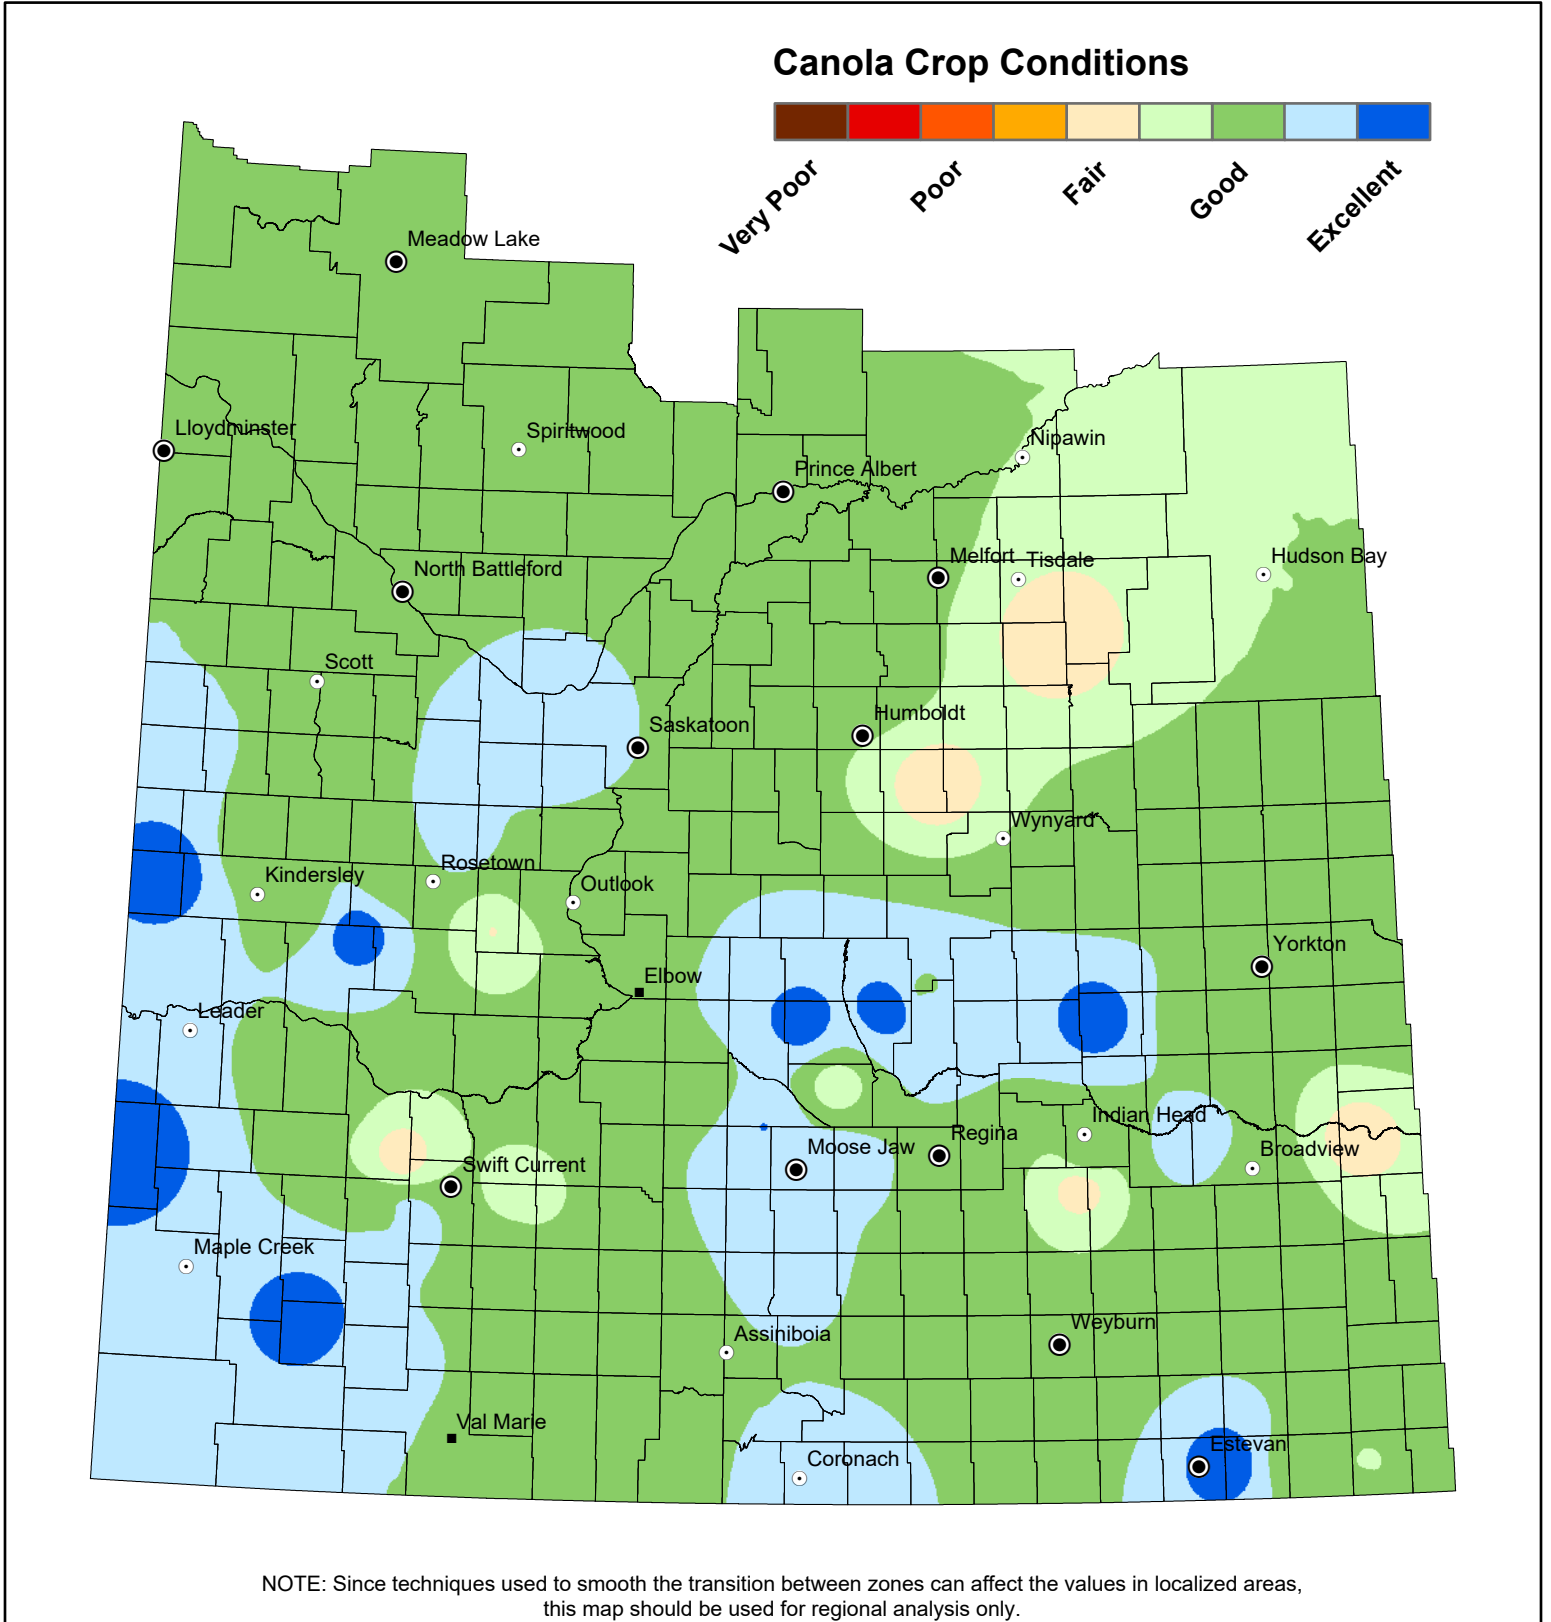 Canola Crop Conditions
Very Poor
Poor
Fair
Good
Excellent
Meadow Lake
Lloydminster
Spiritwood
Nipawin
Prince Albert
Melfort
Tisdale
Hudson Bay
North Battleford
Scott
Saskatoon
Humboldt
Wynyard
Rosetown
Kindersley
Outlook
Yorkton
Elbow
Leader
Indian Head
Regina
Moose Jaw
Broadview
Swift Current
Maple Creek
Weyburn
Assiniboia
Val Marie
Estevan
Coronach
NOTE: Since techniques used to smooth the transition between zones can affect the values in localized areas,
this map should be used for regional analysis only.